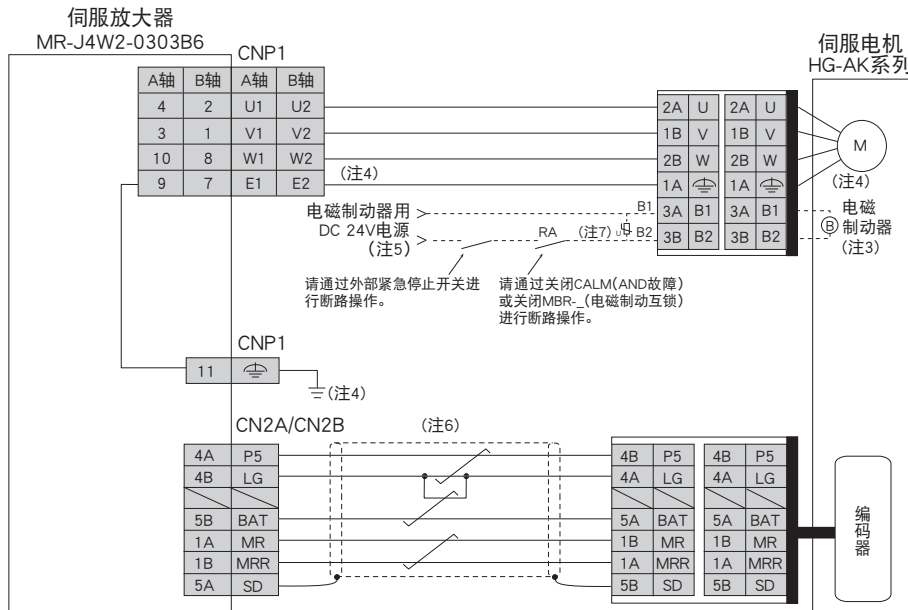 伺服放大器
MR-J4W2-0303B6
伺服电机
HG-AK系列
CNP1
A轴 B轴 A轴 B轴
4 2 U1 U2
3 1 V1 V2
10 8 W1 W2
9 7 E1 E2
(注4)
2A U 2A U
1B V 1B V
2B W 2B W
1A 1A
3A B1 3A B1
3B B2 3B B2
M
(注4)
电磁制动器用
DC 24V电源
(注5)
B1
RA
(注7)
U
B2
B
电磁
制动器
(注3)
请通过外部紧急停止开关进
行断路操作。
请通过关闭CALM(AND故障)
或关闭MBR-_(电磁制动互锁)
进行断路操作。
CNP1
11
(注4)
CN2A/CN2B
(注6)
4A P5
4B LG
5B BAT
1A MR
1B MRR
5A SD
4B P5 4B P5
4A LG 4A LG
5A BAT 5A BAT
1B MR 1B MR
1A MRR 1A MRR
5B SD 5B SD
编码器